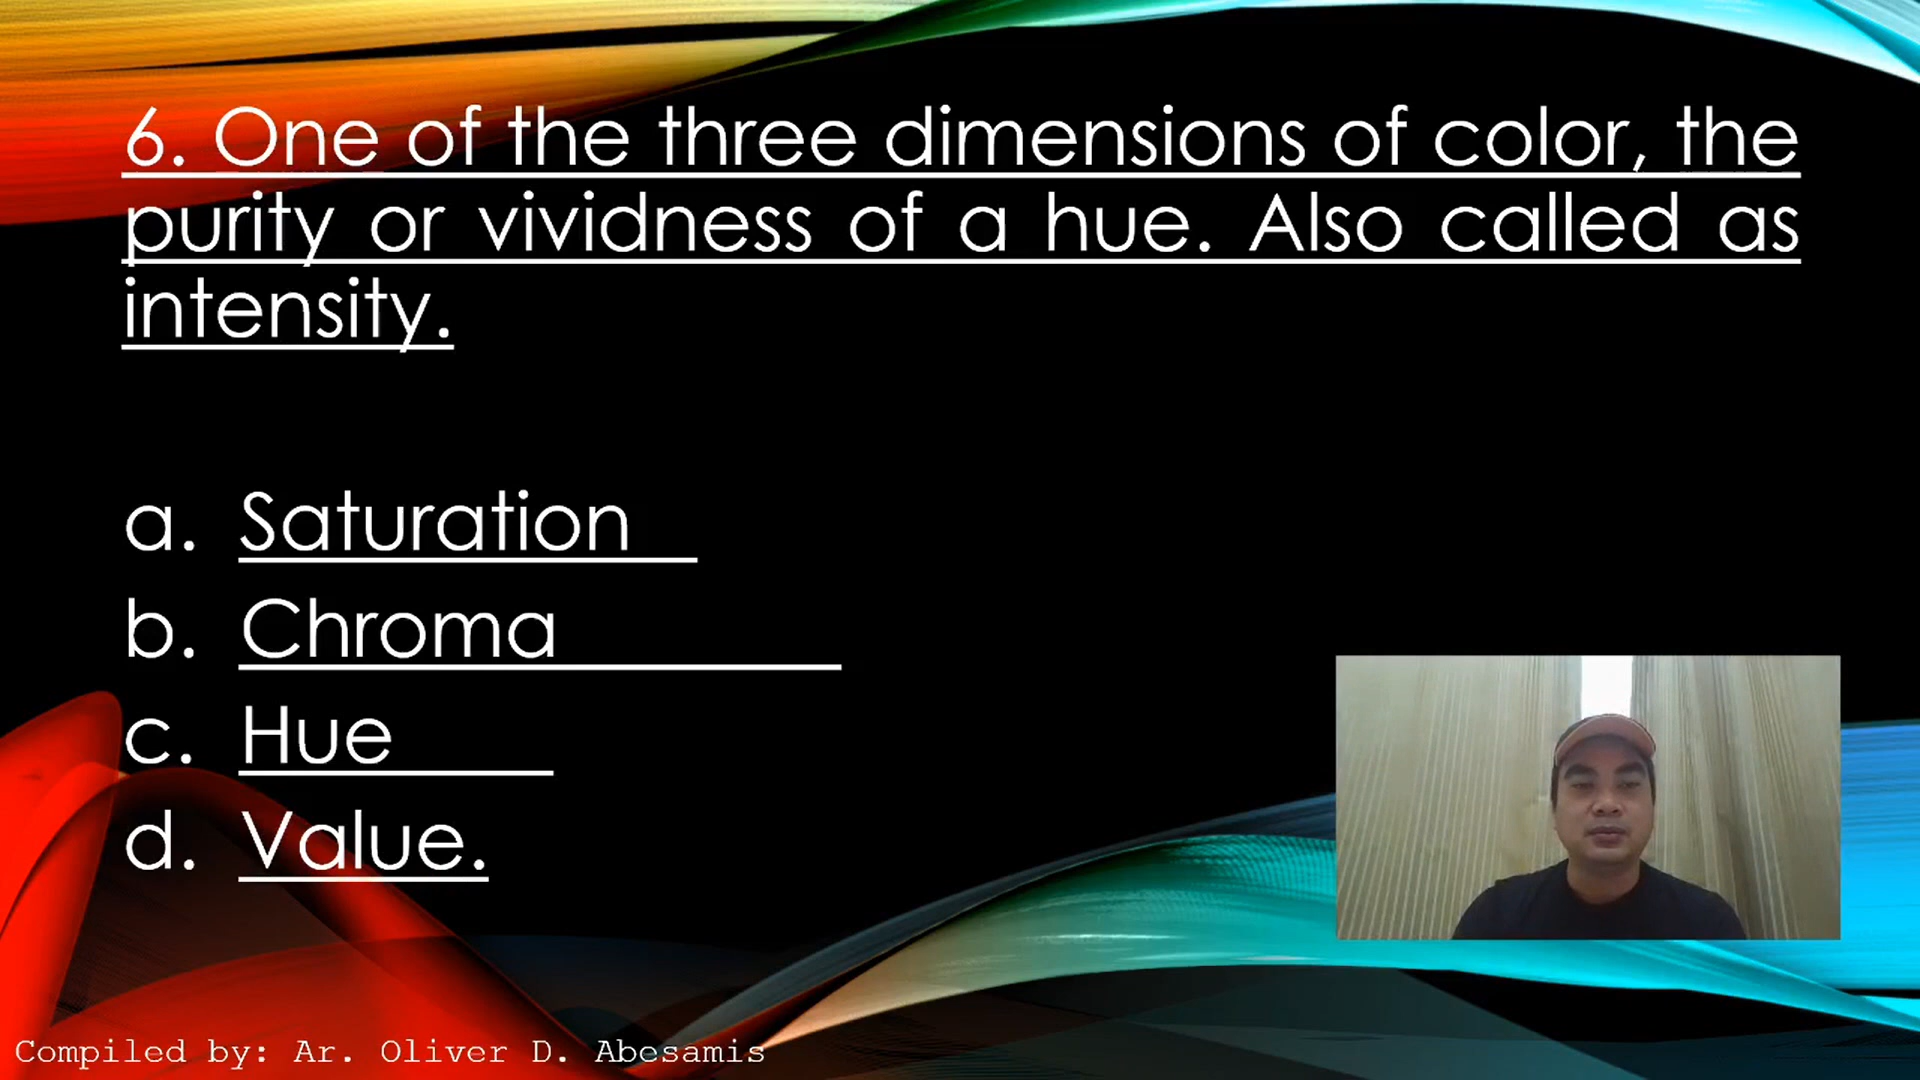 6. One of the three dimensions of color, the
purity or vividness of a hue. Also called as
intensity.
a. Saturation
b. Chroma
c. Hue
d. Value.
Compiled by: Ar. Oliver D. Abesamis